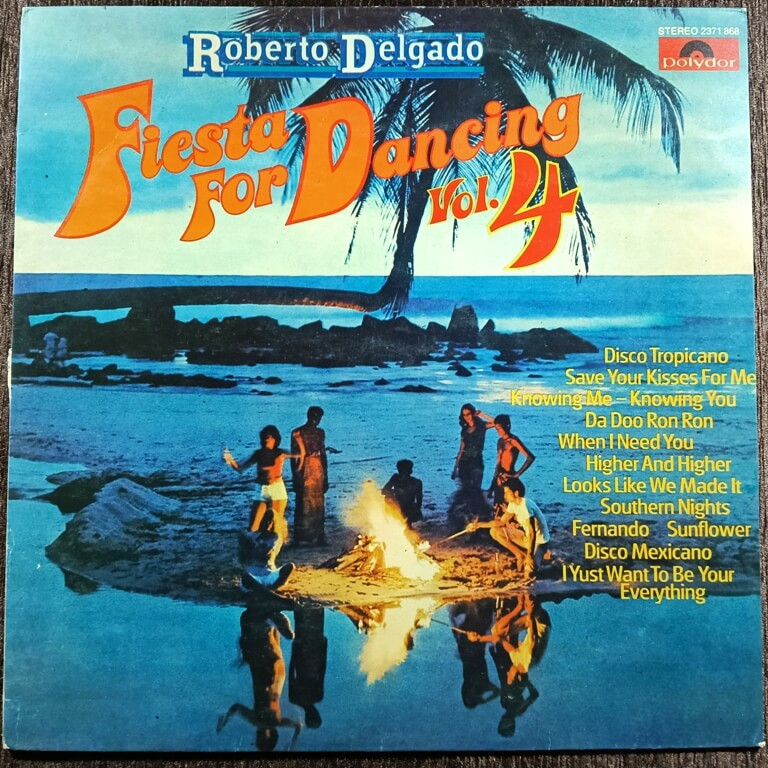 STEREO 2371 868
polydor
Roberto Delgado
Fiesta
For Dancing
Vol. 4
Disco Tropicano
Save Your Kisses For Me
Knowing Me – Knowing You
Da Doo Ron Ron
When I Need You
Higher And Higher
Looks Like We Made It
Southern Nights
Fernando Sunflower
Disco Mexicano
I Yust Want To Be Your
Everything